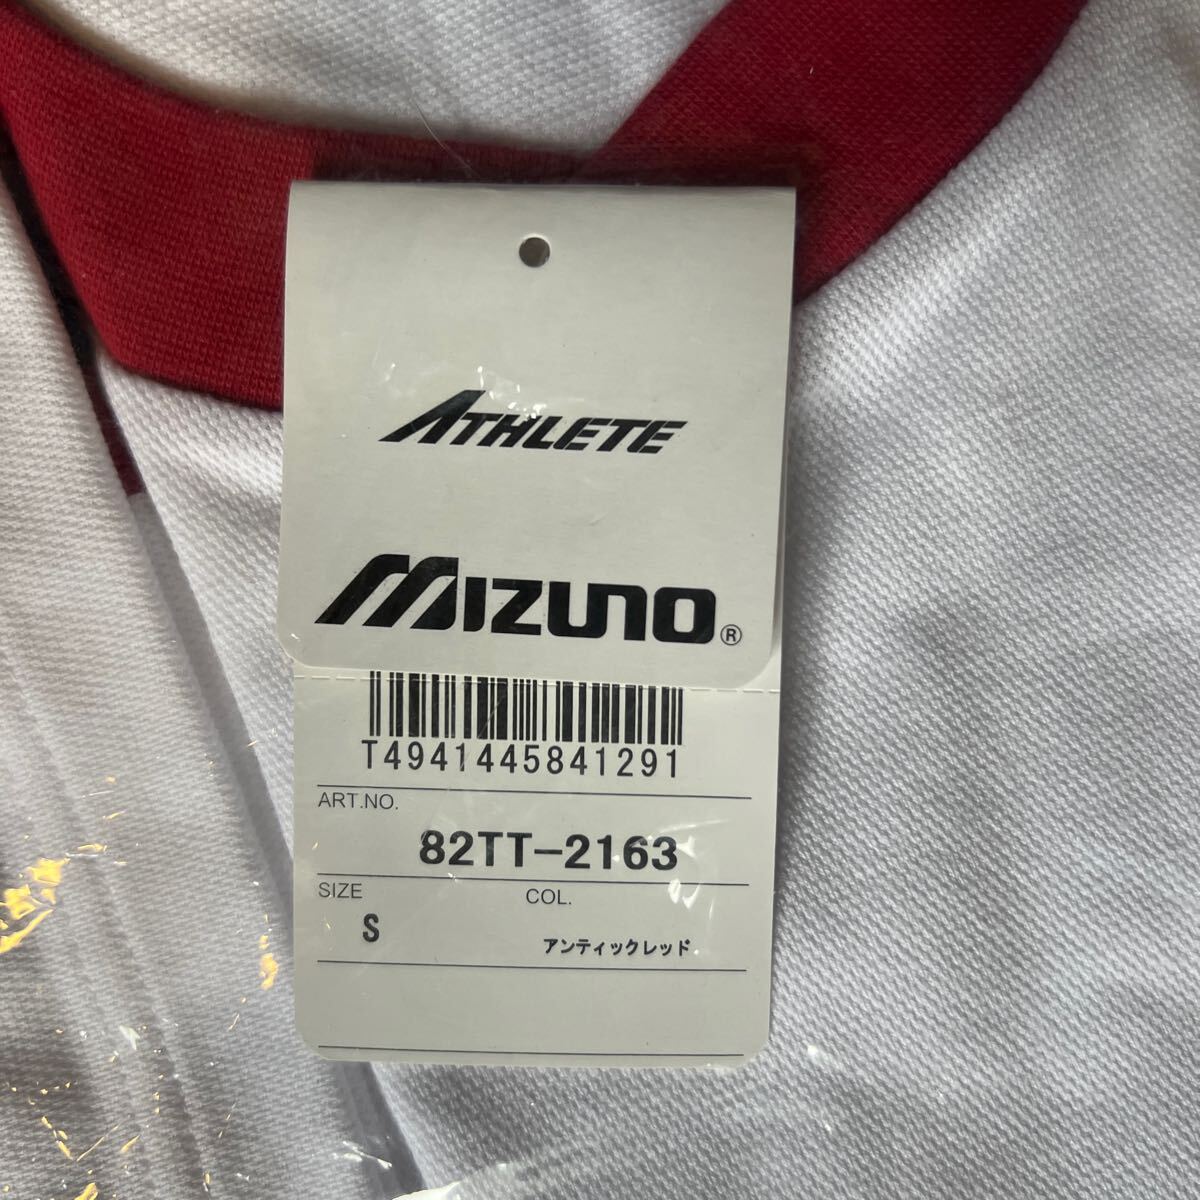 ATHLETE
MIZUNO®
T4941445841291
ART.NO.
82TT-2163
SIZE COL.
S アンティックレッド